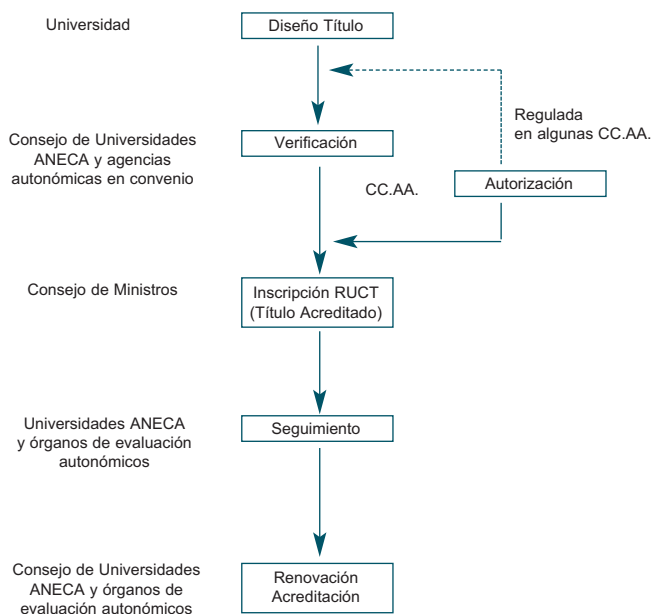 Universidad
Diseño Título
Regulada
en algunas CC.AA.
Consejo de Universidades
ANECA y agencias
autonómicas en convenio
Verificación
CC.AA.
Autorización
Consejo de Ministros
Inscripción RUCT
(Título Acreditado)
Universidades ANECA
y órganos de evaluación
autonómicos
Seguimiento
Consejo de Universidades
ANECA y órganos de
evaluación autonómicos
Renovación
Acreditación